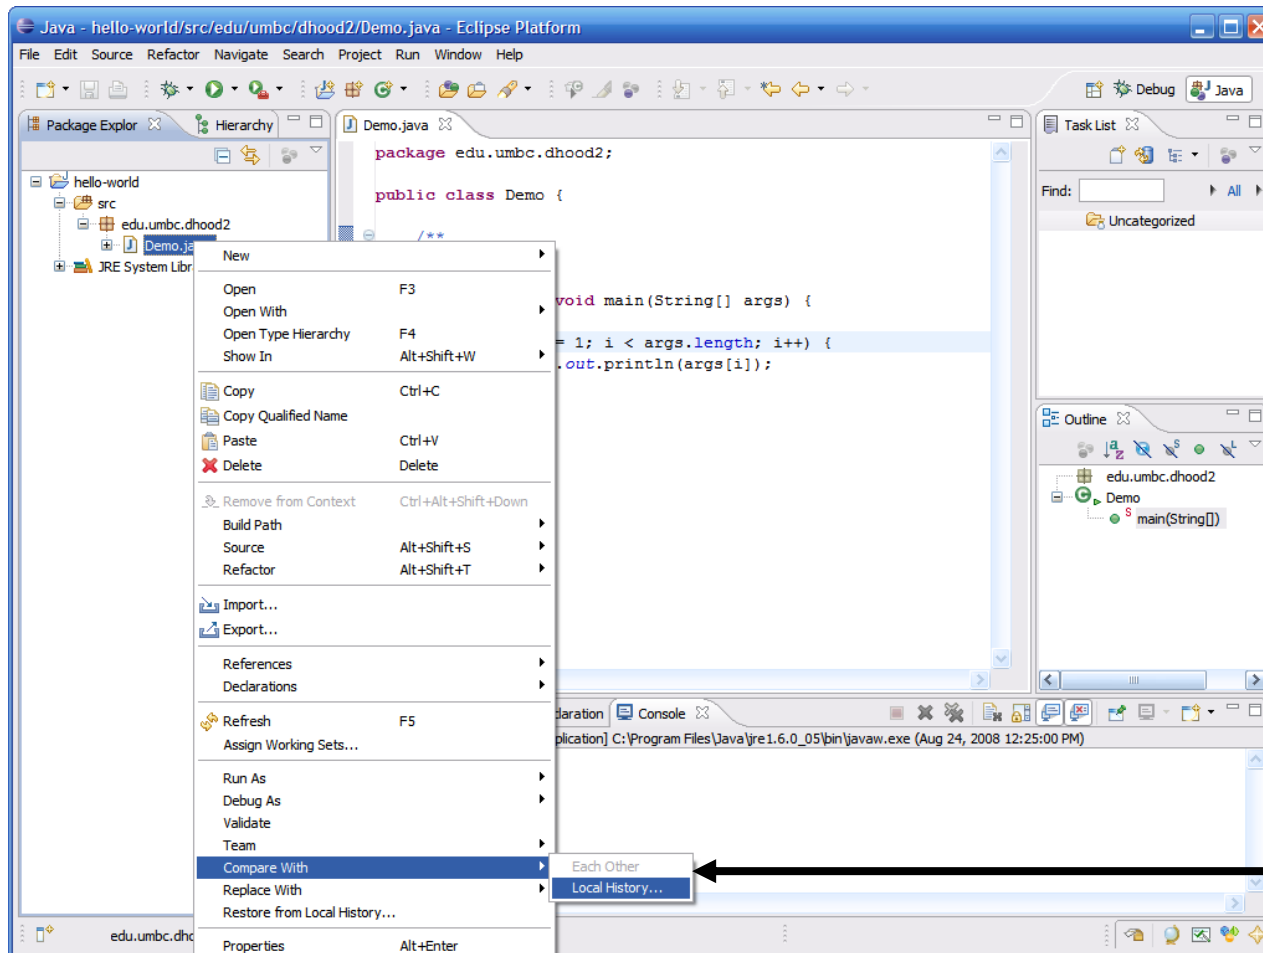 Java - hello-world/src/edu/umbc/dhood2/Demo.java - Eclipse Platform
File Edit Source Refactor Navigate Search Project Run Window Help
Debug Java
Package Explor Hierarchy
hello-world
src
edu.umbc.dhood2
Demo.ja
JRE System Libr
Demo.java
package edu.umbc.dhood2;
public class Demo {
/**
void main(String[] args) {
= 1; i < args.length; i++) {
.out.println(args[i]);
New
Open F3
Open With
Open Type Hierarchy F4
Show In Alt+Shift+W
Copy Ctrl+C
Copy Qualified Name
Paste Ctrl+V
Delete Delete
Remove from Context Ctrl+Alt+Shift+Down
Build Path
Source Alt+Shift+S
Refactor Alt+Shift+T
Import...
Export...
References
Declarations
Refresh F5
Assign Working Sets...
Run As
Debug As
Validate
Team
Compare With
Replace With
Restore from Local History...
Properties Alt+Enter
Each Other
Local History...
Task List
Find: All
Uncategorized
Outline
edu.umbc.dhood2
Demo
main(String[])
laration Console
plication] C:\Program Files\Java\jre1.6.0_05\bin\javaw.exe (Aug 24, 2008 12:25:00 PM)
edu.umbc.dho